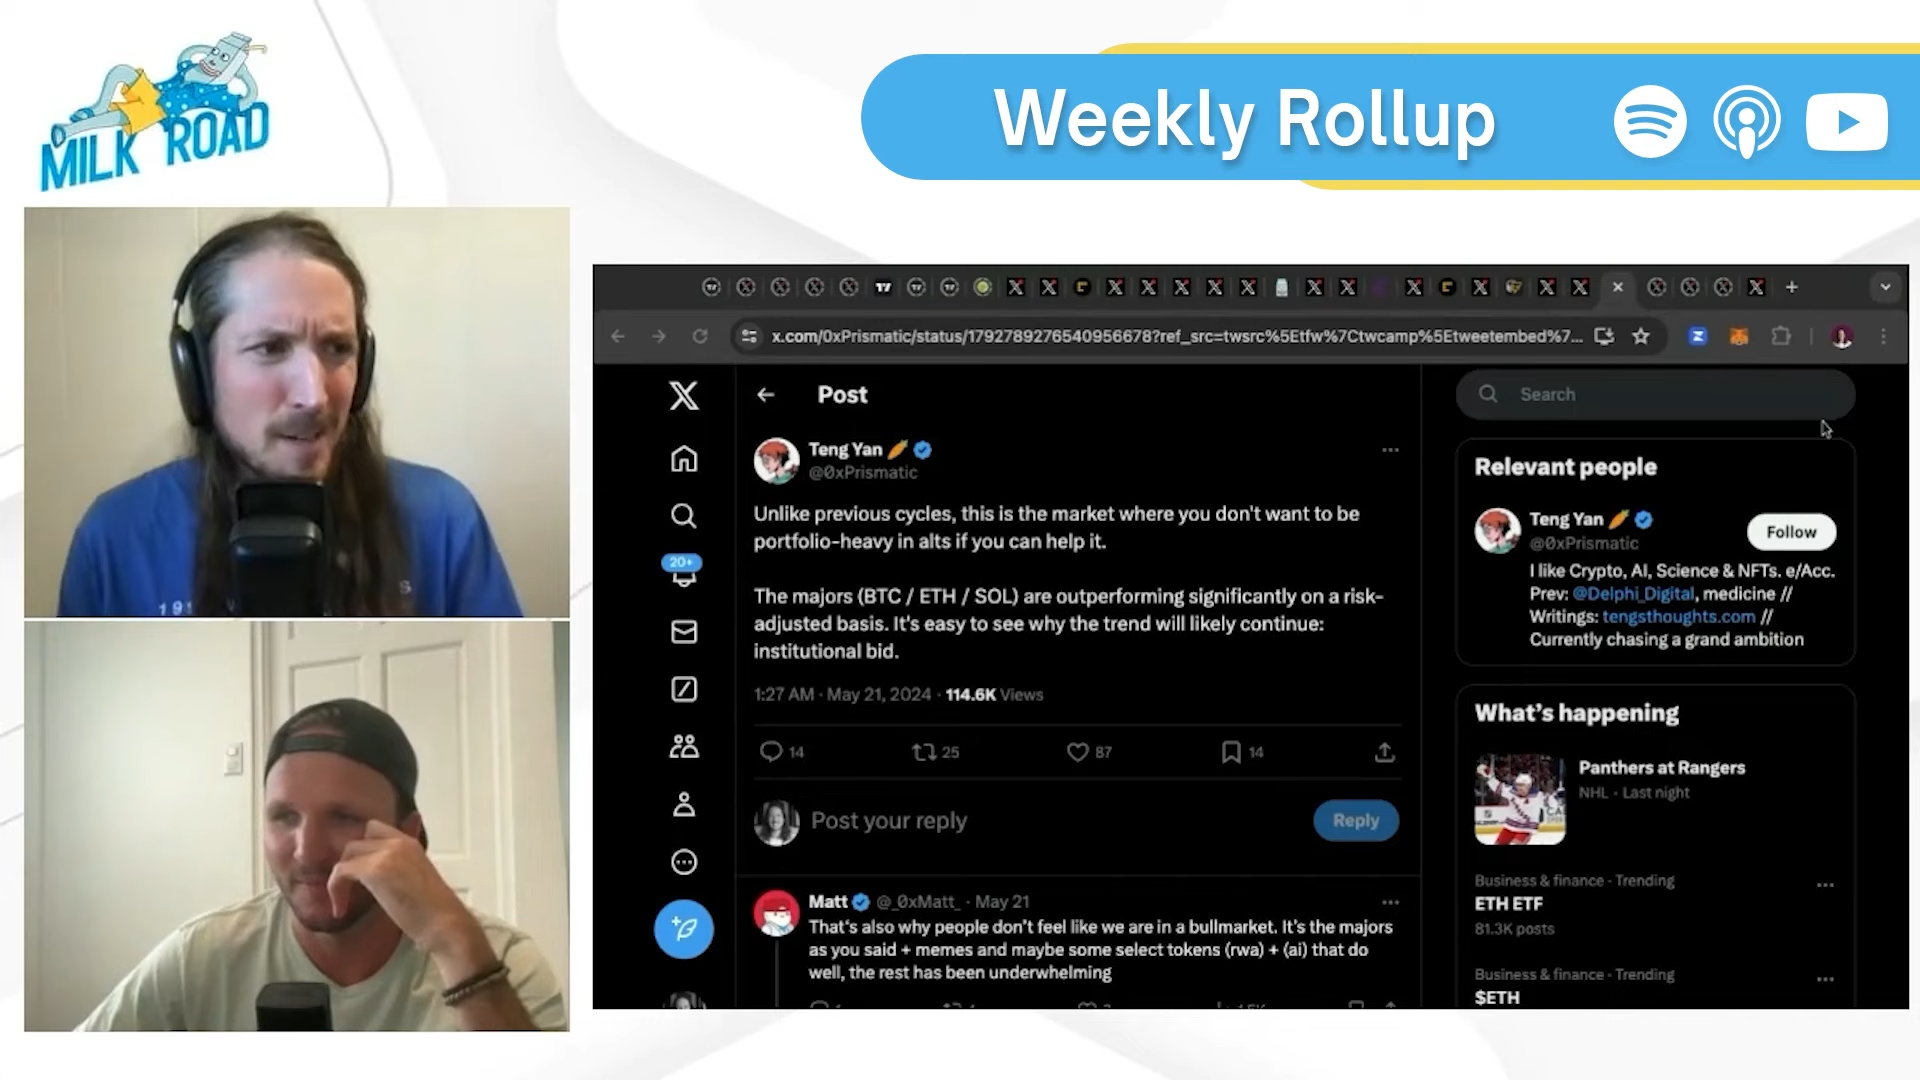 MILK ROAD
Weekly Rollup
x.com/0xPrismatic/status/1792789276540956678?ref_src=twsrc%5Etfw%7Ctwcamp%5Etweetembed%7...
Post
Search
Teng Yan
@0xPrismatic
Unlike previous cycles, this is the market where you don't want to be
portfolio-heavy in alts if you can help it.
The majors (BTC / ETH / SOL) are outperforming significantly on a risk-
adjusted basis. It's easy to see why the trend will likely continue:
institutional bid.
1:27 AM · May 21, 2024 · 114.6K Views
14
25
87
14
Post your reply
Reply
Matt @_0xMatt_ · May 21
That's also why people don't feel like we are in a bullmarket. It's the majors
as you said + memes and maybe some select tokens (rwa) + (ai) that do
well, the rest has been underwhelming
20+
Relevant people
Teng Yan
@0xPrismatic
Follow
I like Crypto, AI, Science & NFTs. e/Acc.
Prev: @Delphi_Digital, medicine //
Writings: tengsthoughts.com //
Currently chasing a grand ambition
What's happening
Panthers at Rangers
NHL · Last night
Business & finance · Trending
ETH ETF
81.3K posts
Business & finance · Trending
$ETH